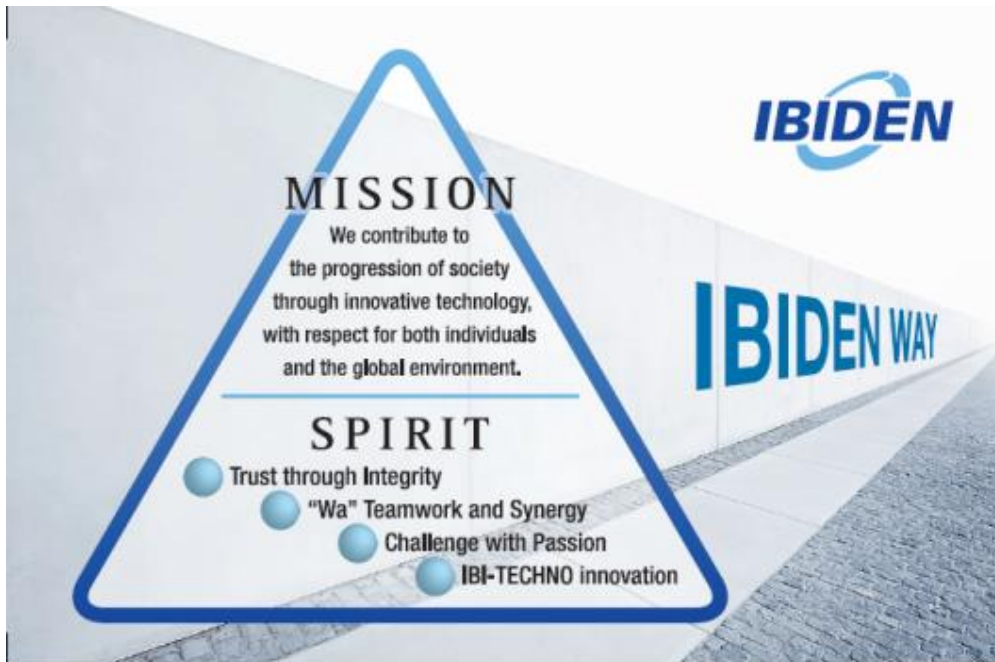 IBIDEN
MISSION
We contribute to
the progression of society
through innovative technology,
with respect for both individuals
and the global environment.
IBIDEN WAY
SPIRIT
Trust through Integrity
“Wa” Teamwork and Synergy
Challenge with Passion
IBI-TECHNO innovation